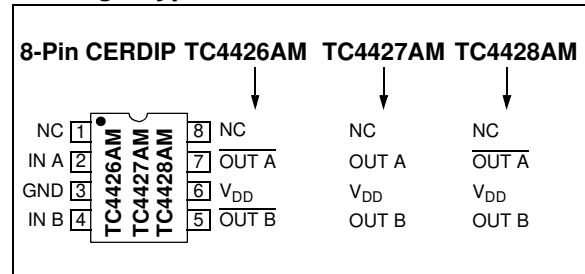 8-Pin CERDIP TC4426AM TC4427AM TC4428AM
NC 1 8 NC NC NC
IN A 2 7 OUT A OUT A OUT A
GND 3 6 VDD VDD VDD
IN B 4 5 OUT B OUT B OUT B
TC4426AM
TC4427AM
TC4428AM